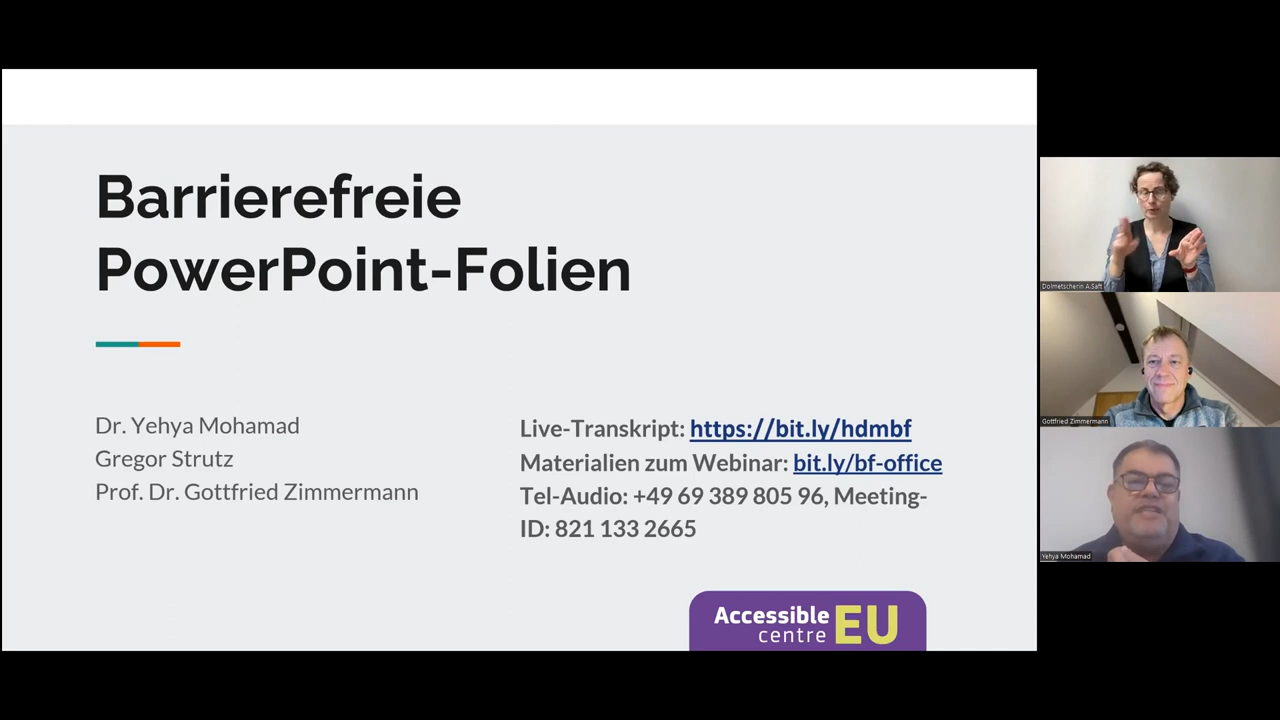 Barrierefreie
PowerPoint-Folien
Dr. Yehya Mohamad
Gregor Strutz
Prof. Dr. Gottfried Zimmermann
Live-Transkript: https://bit.ly/hdmbf
Materialien zum Webinar: bit.ly/bf-office
Tel-Audio: +49 69 389 805 96, Meeting-
ID: 821 133 2665
Accessible
centre EU
Dolmetscherin A.Saft
Gottfried Zimmermann
Yehya Mohamad